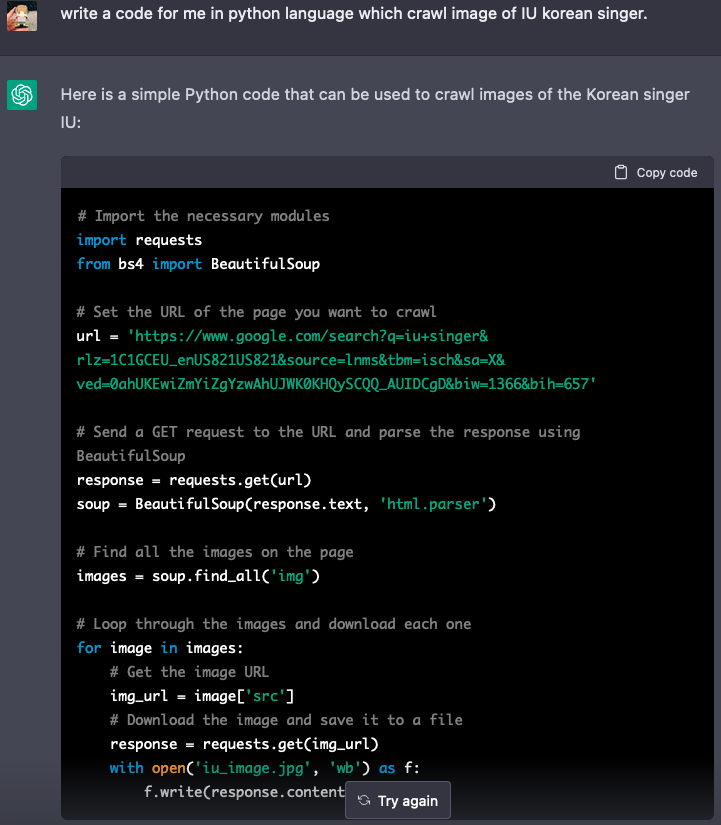 write a code for me in python language which crawl image of IU korean singer.
Here is a simple Python code that can be used to crawl images of the Korean singer
IU:
Copy code
# Import the necessary modules
import requests
from bs4 import BeautifulSoup
# Set the URL of the page you want to crawl
url = 'https://www.google.com/search?q=iu+singer&
rlz=1C1GCEU_enUS821US821&source=lnms&tbm=isch&sa=X&
ved=0ahUKEwiZmYiZgYzwAhUJWK0KHQySCQQ_AUIDCgD&biw=1366&bih=657'
# Send a GET request to the URL and parse the response using
BeautifulSoup
response = requests.get(url)
soup = BeautifulSoup(response.text, 'html.parser')
# Find all the images on the page
images = soup.find_all('img')
# Loop through the images and download each one
for image in images:
    # Get the image URL
    img_url = image['src']
    # Download the image and save it to a file
    response = requests.get(img_url)
    with open('iu_image.jpg', 'wb') as f:
        f.write(response.content
Try again